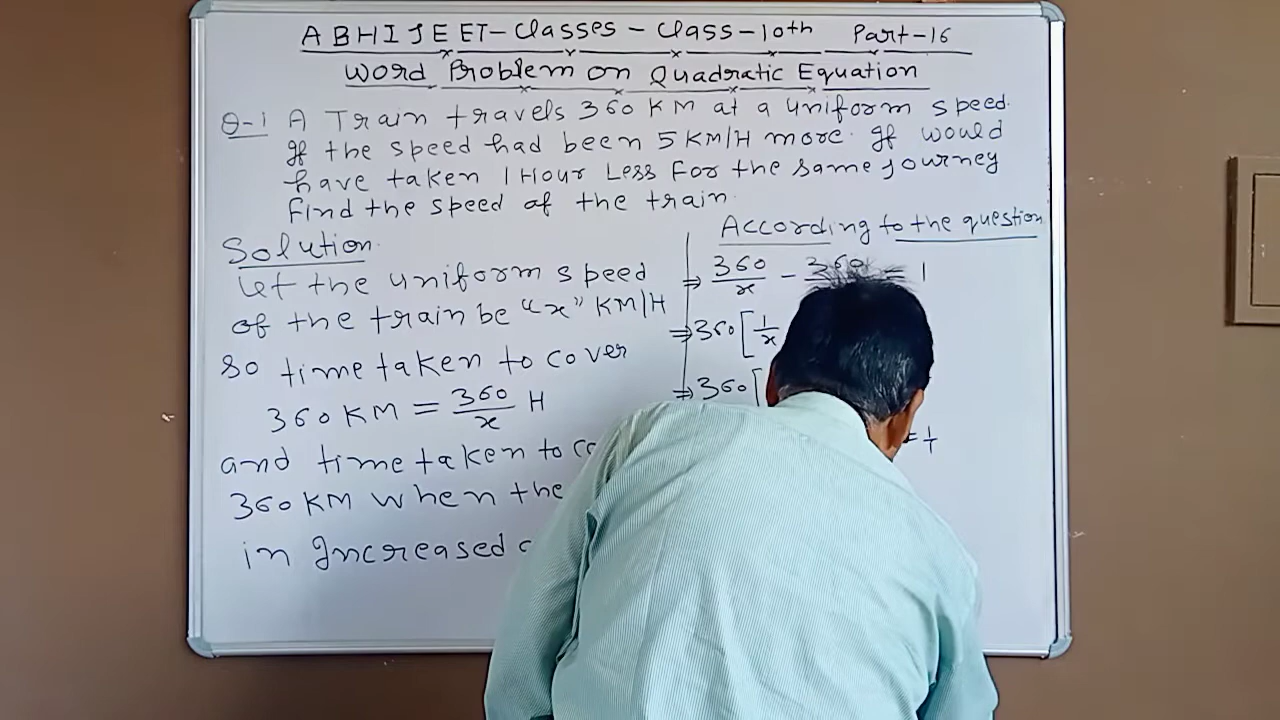 ABHIJEET-Classes-Class-10th Part-16
Word Problem on Quadratic Equation
Q-1 A Train travels 360 KM at a uniform speed.
If the speed had been 5 KM/H more. If would
have taken 1 Hour Less For the same journey
Find the speed of the train.
Solution
Let the uniform speed
of the train be "x" KM/H
so time taken to cover
360 KM = 360/x H
and time taken to
360 KM when the
in Increased
According to the question
⇒ 360/x - 360 = 1
⇒ 360[1/x
⇒ 360[
= 1